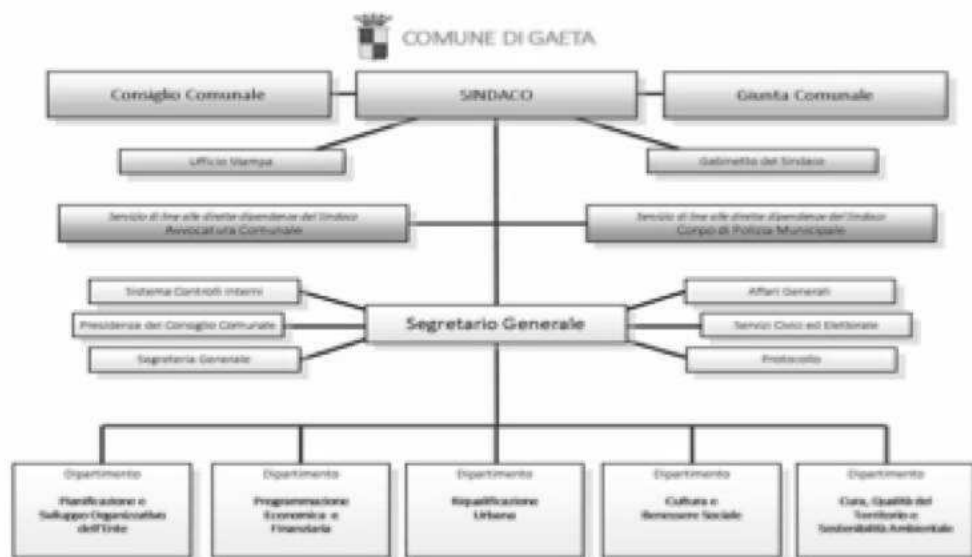 COMUNE DI GAETA
Consiglio Comunale
SINDACO
Giunta Comunale
Ufficio Stampa
Gabinetto del Sindaco
Servizio di line alle dirette dipendenze del Sindaco
Avvocatura Comunale
Servizio di line alle dirette dipendenze del Sindaco
Corpo di Polizia Municipale
Sistema Controlli Interni
Affari Generali
Presidenza del Consiglio Comunale
Segretario Generale
Servizi Civici ed Elettorale
Segreteria Generale
Protocollo
Dipartimento
Pianificazione e
Sviluppo Organizzativo
dell'Ente
Dipartimento
Programmazione
Economica e
Finanziaria
Dipartimento
Riqualificazione
Urbana
Dipartimento
Cultura e
Benessere Sociale
Dipartimento
Cura, Qualità del
Territorio e
Sostenibilità Ambientale